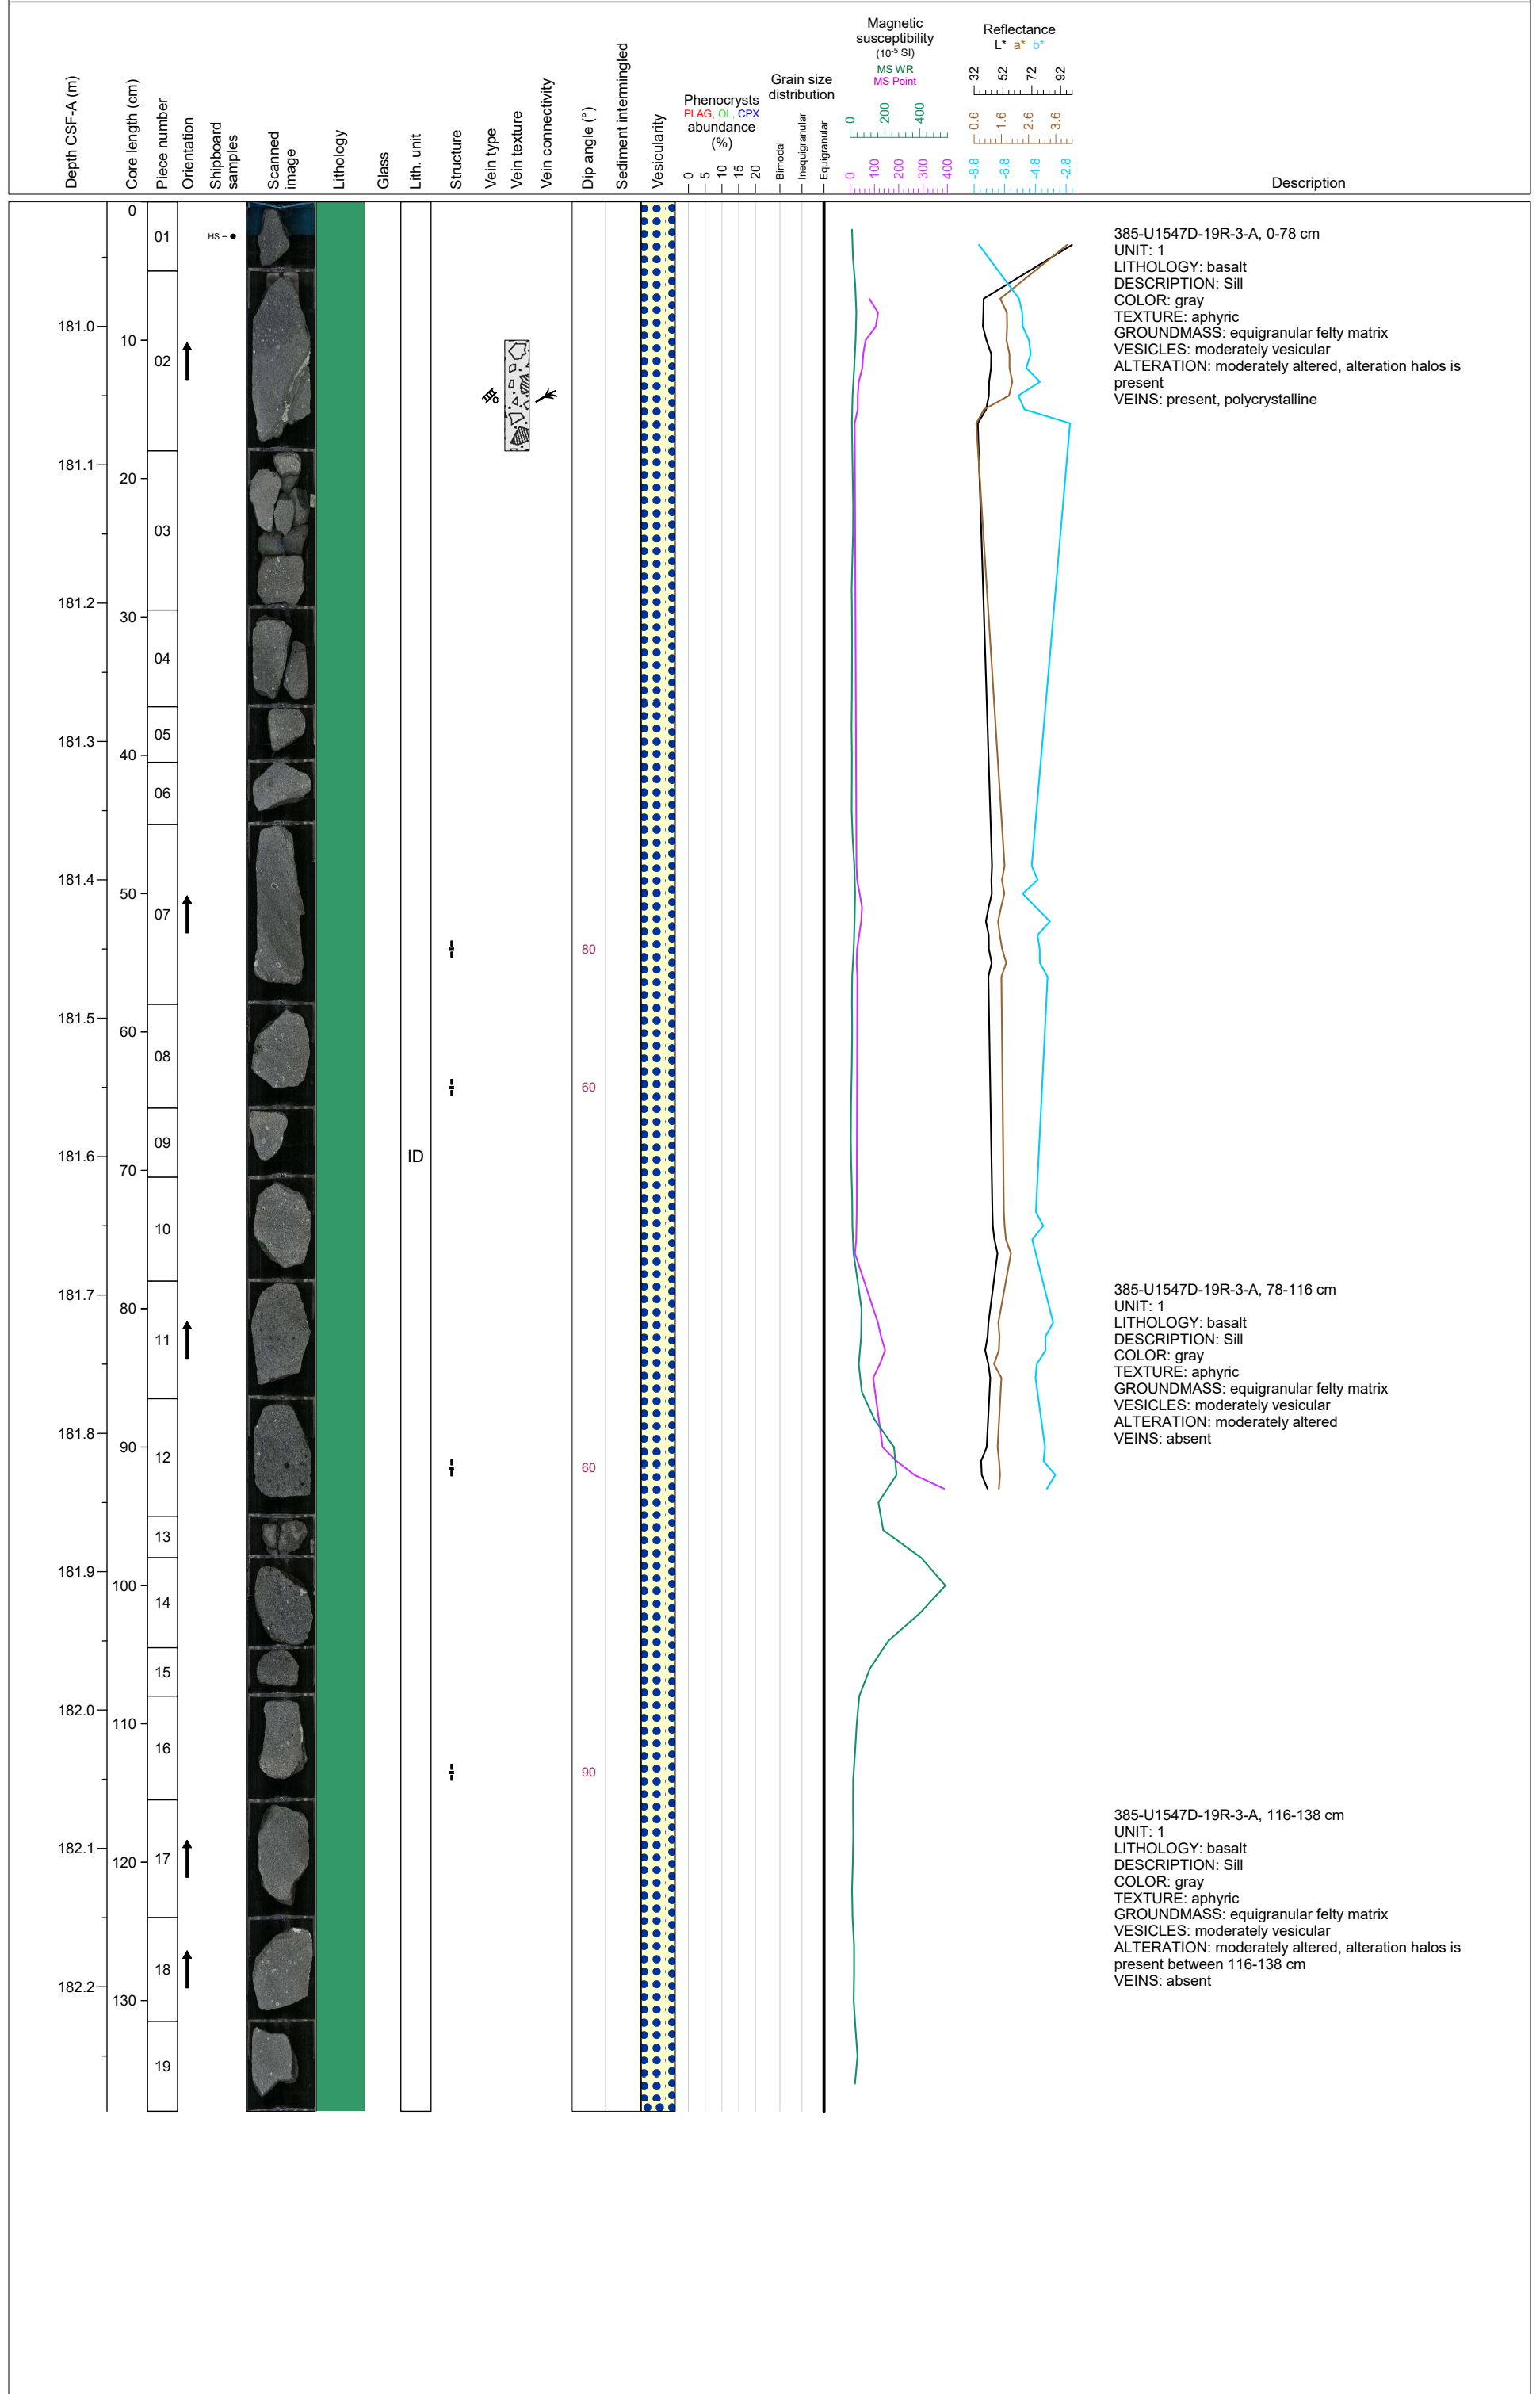 Depth CSF-A (m)
Core length (cm)
Piece number
Orientation
Shipboard
samples
Scanned
image
Lithology
Glass
Lith. unit
Structure
Vein type
Vein texture
Vein connectivity
Dip angle (°)
Sediment intermingled
Vesicularity
Phenocrysts
PLAG, OL, CPX
abundance
(%)
0 5 10 15 20
Grain size
distribution
Bimodal
Inequigranular
Equigranular
Magnetic
susceptibility
(10-5 SI)
MS WR
MS Point
0 200 400
0 100 200 300 400
Reflectance
L* a* b*
32 52 72 92
0.6 1.6 2.6 3.6
-8.8 -6.8 -4.8 -2.8
Description
181.0
181.1
181.2
181.3
181.4
181.5
181.6
181.7
181.8
181.9
182.0
182.1
182.2
0
10
20
30
40
50
60
70
80
90
100
110
120
130
01
02
03
04
05
06
07
08
09
10
11
12
13
14
15
16
17
18
19
HS
c
ID
80
60
60
90
385-U1547D-19R-3-A, 0-78 cm
UNIT: 1
LITHOLOGY: basalt
DESCRIPTION: Sill
COLOR: gray
TEXTURE: aphyric
GROUNDMASS: equigranular felty matrix
VESICLES: moderately vesicular
ALTERATION: moderately altered, alteration halos is
present
VEINS: present, polycrystalline
385-U1547D-19R-3-A, 78-116 cm
UNIT: 1
LITHOLOGY: basalt
DESCRIPTION: Sill
COLOR: gray
TEXTURE: aphyric
GROUNDMASS: equigranular felty matrix
VESICLES: moderately vesicular
ALTERATION: moderately altered
VEINS: absent
385-U1547D-19R-3-A, 116-138 cm
UNIT: 1
LITHOLOGY: basalt
DESCRIPTION: Sill
COLOR: gray
TEXTURE: aphyric
GROUNDMASS: equigranular felty matrix
VESICLES: moderately vesicular
ALTERATION: moderately altered, alteration halos is
present between 116-138 cm
VEINS: absent